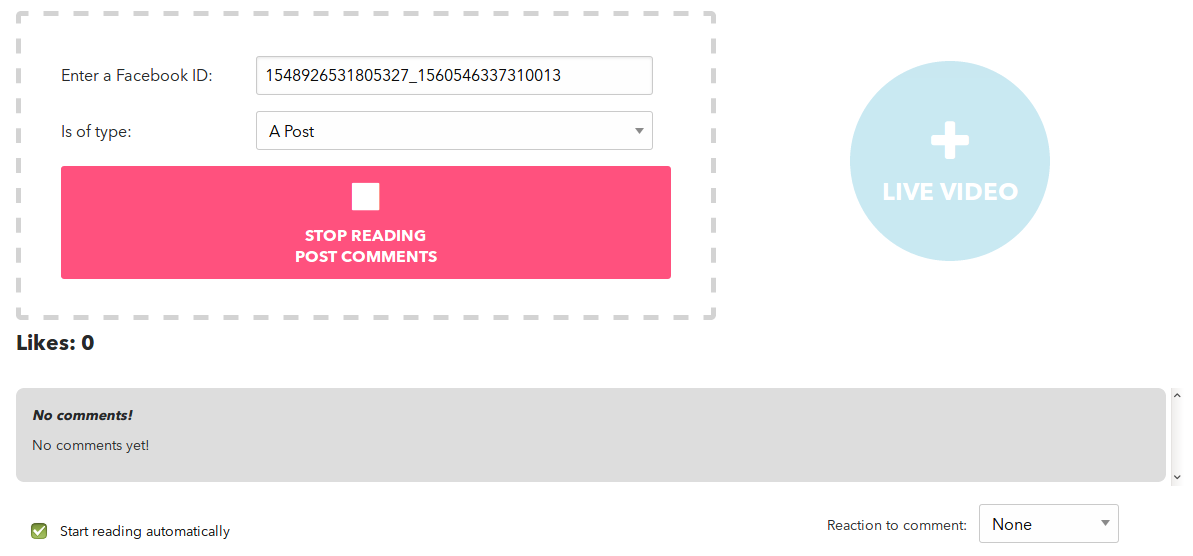 Enter a Facebook ID: 1548926531805327_1560546337310013
Is of type: A Post
STOP READING
POST COMMENTS
LIVE VIDEO
Likes: 0
No comments!
No comments yet!
Start reading automatically
Reaction to comment: None